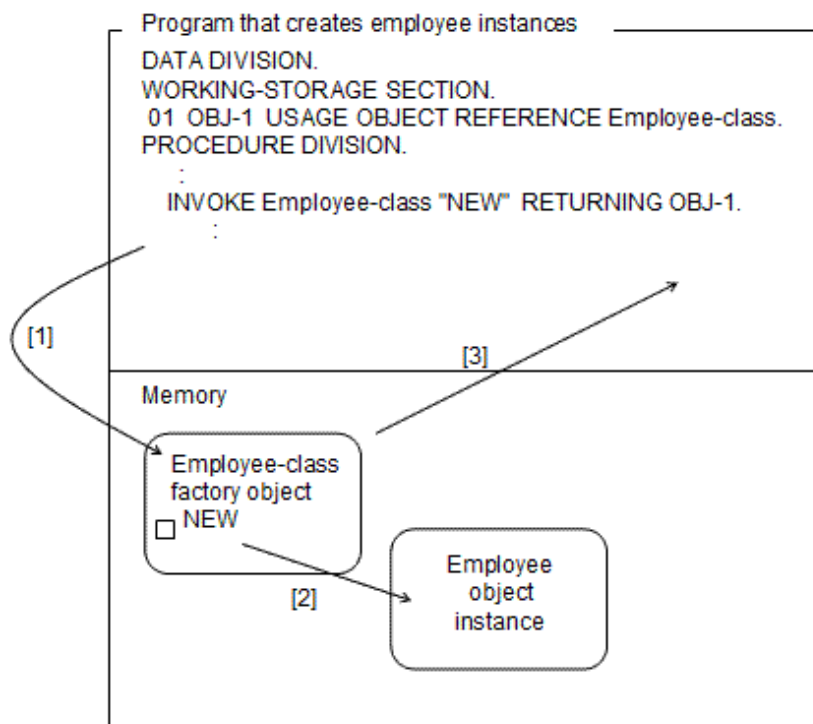 Program that creates employee instances
DATA DIVISION.
WORKING-STORAGE SECTION.
01 OBJ-1 USAGE OBJECT REFERENCE Employee-class.
PROCEDURE DIVISION.
:
INVOKE Employee-class "NEW" RETURNING OBJ-1.
:
[1]
[3]
Memory
Employee-class
factory object
NEW
[2]
Employee
object
instance